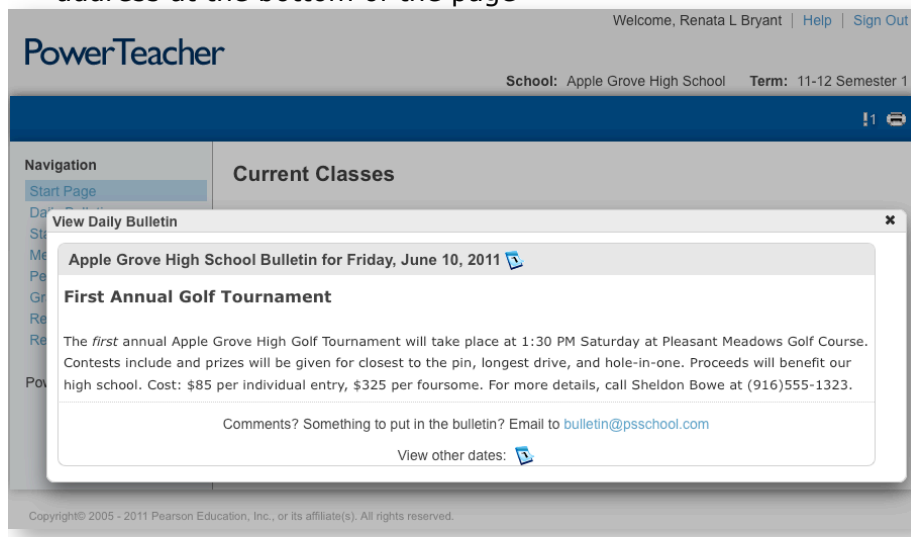 address at the bottom of the page
Welcome, Renata L Bryant | Help | Sign Out
PowerTeacher
School: Apple Grove High School Term: 11-12 Semester 1
!1
Navigation
Current Classes
Start Page
View Daily Bulletin
Apple Grove High School Bulletin for Friday, June 10, 2011
First Annual Golf Tournament
The first annual Apple Grove High Golf Tournament will take place at 1:30 PM Saturday at Pleasant Meadows Golf Course.
Contests include and prizes will be given for closest to the pin, longest drive, and hole-in-one. Proceeds will benefit our
high school. Cost: $85 per individual entry, $325 per foursome. For more details, call Sheldon Bowe at (916)555-1323.
Comments? Something to put in the bulletin? Email to bulletin@psschool.com
View other dates:
Copyright© 2005 - 2011 Pearson Education, Inc., or its affiliate(s). All rights reserved.